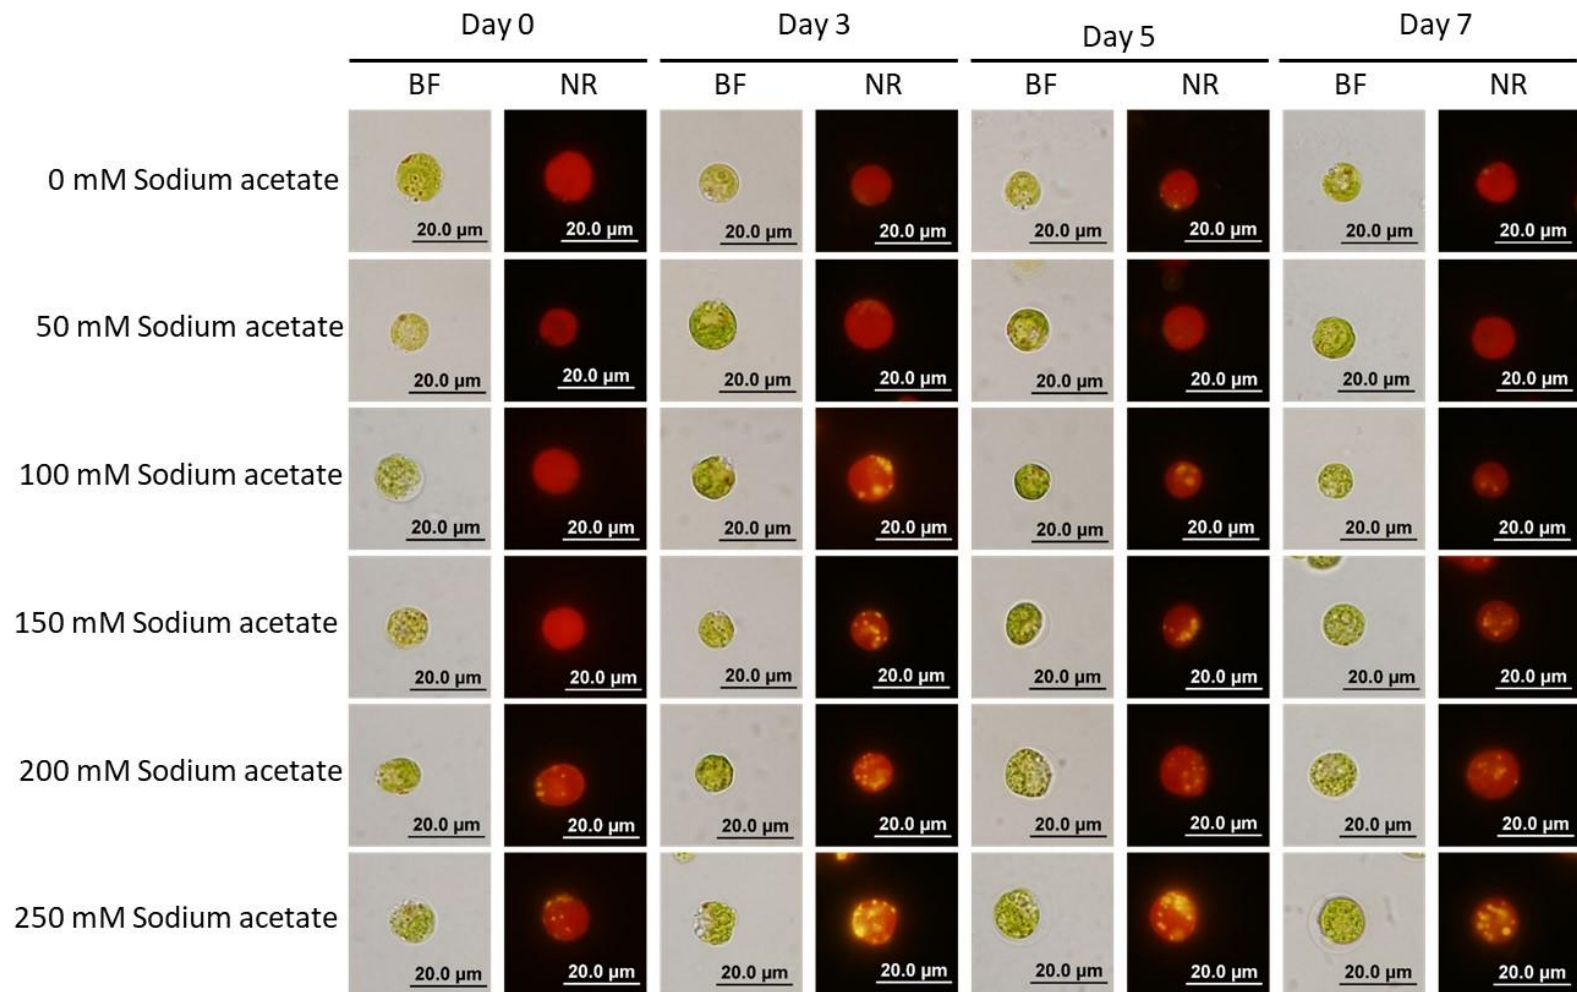 Day 0 Day 3 Day 5 Day 7
BF NR BF NR BF NR BF NR
0 mM Sodium acetate
20.0 µm 20.0 µm 20.0 µm 20.0 µm 20.0 µm 20.0 µm 20.0 µm 20.0 µm
50 mM Sodium acetate
20.0 µm 20.0 µm 20.0 µm 20.0 µm 20.0 µm 20.0 µm 20.0 µm 20.0 µm
100 mM Sodium acetate
20.0 µm 20.0 µm 20.0 µm 20.0 µm 20.0 µm 20.0 µm 20.0 µm 20.0 µm
150 mM Sodium acetate
20.0 µm 20.0 µm 20.0 µm 20.0 µm 20.0 µm 20.0 µm 20.0 µm 20.0 µm
200 mM Sodium acetate
20.0 µm 20.0 µm 20.0 µm 20.0 µm 20.0 µm 20.0 µm 20.0 µm 20.0 µm
250 mM Sodium acetate
20.0 µm 20.0 µm 20.0 µm 20.0 µm 20.0 µm 20.0 µm 20.0 µm 20.0 µm